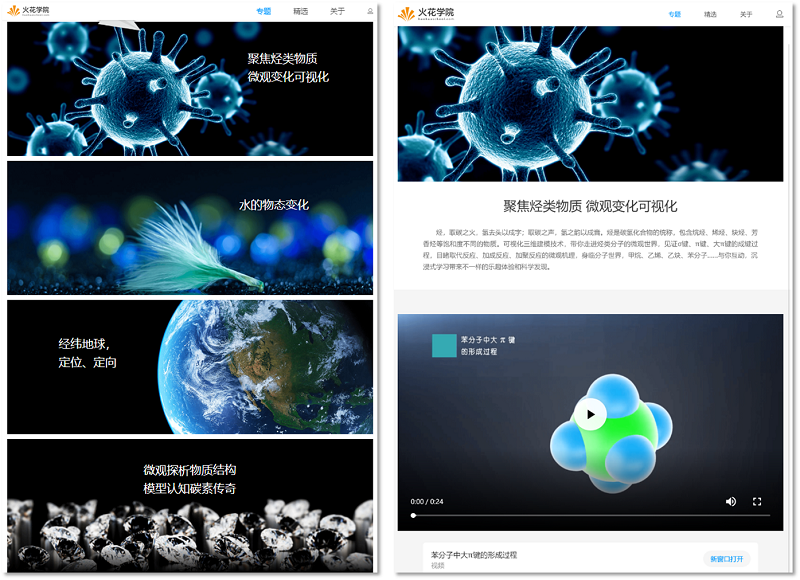 火花学院
专题
精选
关于
聚焦烃类物质
微观变化可视化
水的物态变化
经纬地球，
定位、定向
微观探析物质结构
模型认知碳素传奇
火花学院
专题
精选
关于
聚焦烃类物质 微观变化可视化
烃，取碳之火，氢去头以成字；取碳之声，氢之韵以成音。烃是碳氢化合物的统称，包含烷烃、烯烃、炔烃、芳
香烃等饱和度不同的物质。可视化三维建模技术，带你走进烃类分子的微观世界，见证σ键、π键、大π键的成键过
程，目睹取代反应、加成反应、加聚反应的微观机理，身临分子世界，甲烷、乙烯、乙炔、苯分子……与你互动，沉
浸式学习带来不一样的乐趣体验和科学发现。
苯分子中大 π 键
的形成过程
0:00 / 0:24
苯分子中大π键的形成过程
视频
新窗口打开